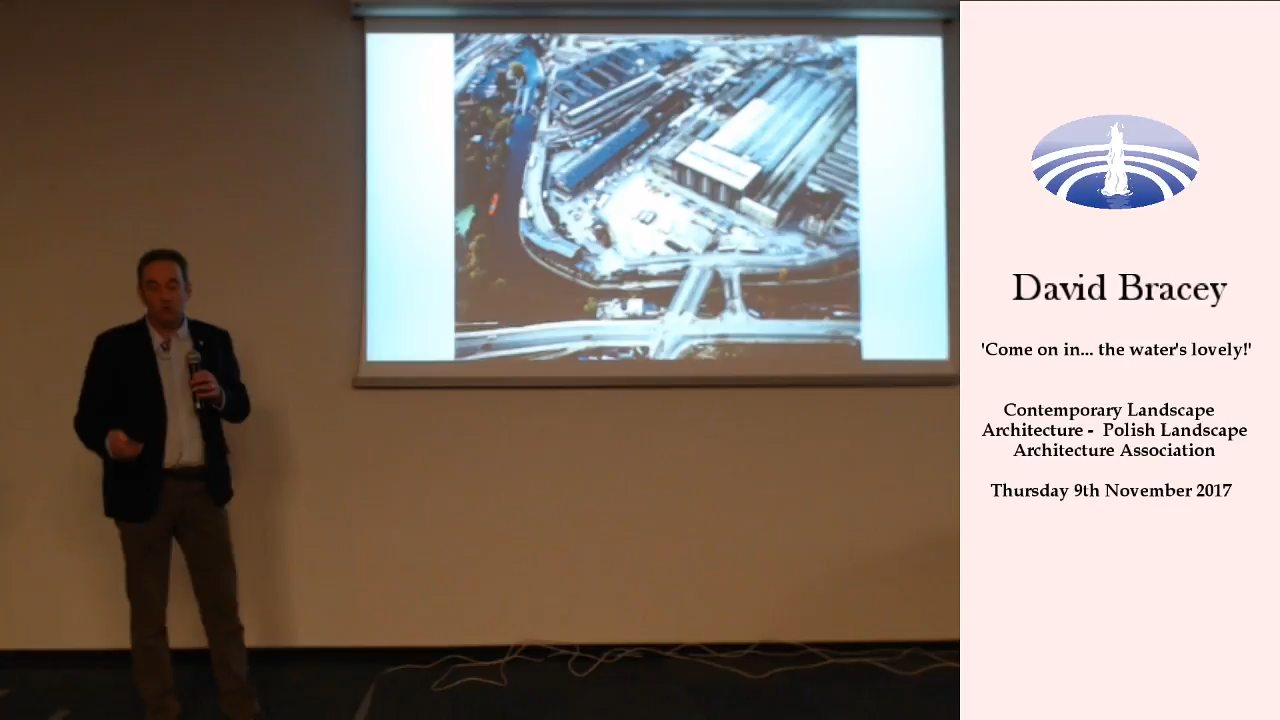 David Bracey
'Come on in... the water's lovely!'
Contemporary Landscape
Architecture - Polish Landscape
Architecture Association
Thursday 9th November 2017